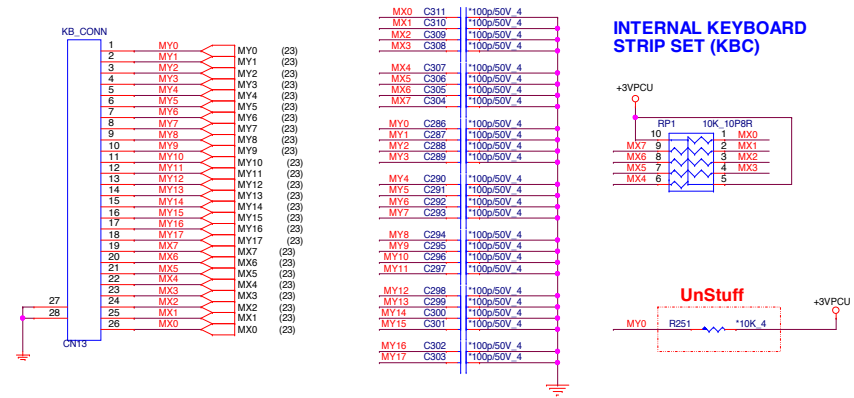 KB_CONN
1 MY0 MY0 (23)
2 MY1 MY1 (23)
3 MY2 MY2 (23)
4 MY3 MY3 (23)
5 MY4 MY4 (23)
6 MY5 MY5 (23)
7 MY6 MY6 (23)
8 MY7 MY7 (23)
9 MY8 MY8 (23)
10 MY9 MY9 (23)
11 MY10 MY10 (23)
12 MY11 MY11 (23)
13 MY12 MY12 (23)
14 MY13 MY13 (23)
15 MY14 MY14 (23)
16 MY15 MY15 (23)
17 MY16 MY16 (23)
18 MY17 MY17 (23)
19 MX7 MX7 (23)
20 MX6 MX6 (23)
21 MX5 MX5 (23)
22 MX4 MX4 (23)
23 MX3 MX3 (23)
24 MX2 MX2 (23)
25 MX1 MX1 (23)
26 MX0 MX0 (23)
27
28
CN13
MX0 C311 *100p/50V_4
MX1 C310 *100p/50V_4
MX2 C309 *100p/50V_4
MX3 C308 *100p/50V_4
MX4 C307 *100p/50V_4
MX5 C306 *100p/50V_4
MX6 C305 *100p/50V_4
MX7 C304 *100p/50V_4
MY0 C286 *100p/50V_4
MY1 C287 *100p/50V_4
MY2 C288 *100p/50V_4
MY3 C289 *100p/50V_4
MY4 C290 *100p/50V_4
MY5 C291 *100p/50V_4
MY6 C292 *100p/50V_4
MY7 C293 *100p/50V_4
MY8 C294 *100p/50V_4
MY9 C295 *100p/50V_4
MY10 C296 *100p/50V_4
MY11 C297 *100p/50V_4
MY12 C298 *100p/50V_4
MY13 C299 *100p/50V_4
MY14 C300 *100p/50V_4
MY15 C301 *100p/50V_4
MY16 C302 *100p/50V_4
MY17 C303 *100p/50V_4
INTERNAL KEYBOARD
STRIP SET (KBC)
+3VPCU
RP1 10K_10P8R
10 1 MX0
MX7 9 2 MX1
MX6 8 3 MX2
MX5 7 4 MX3
MX4 6 5
UnStuff
+3VPCU
MY0 R251 *10K_4